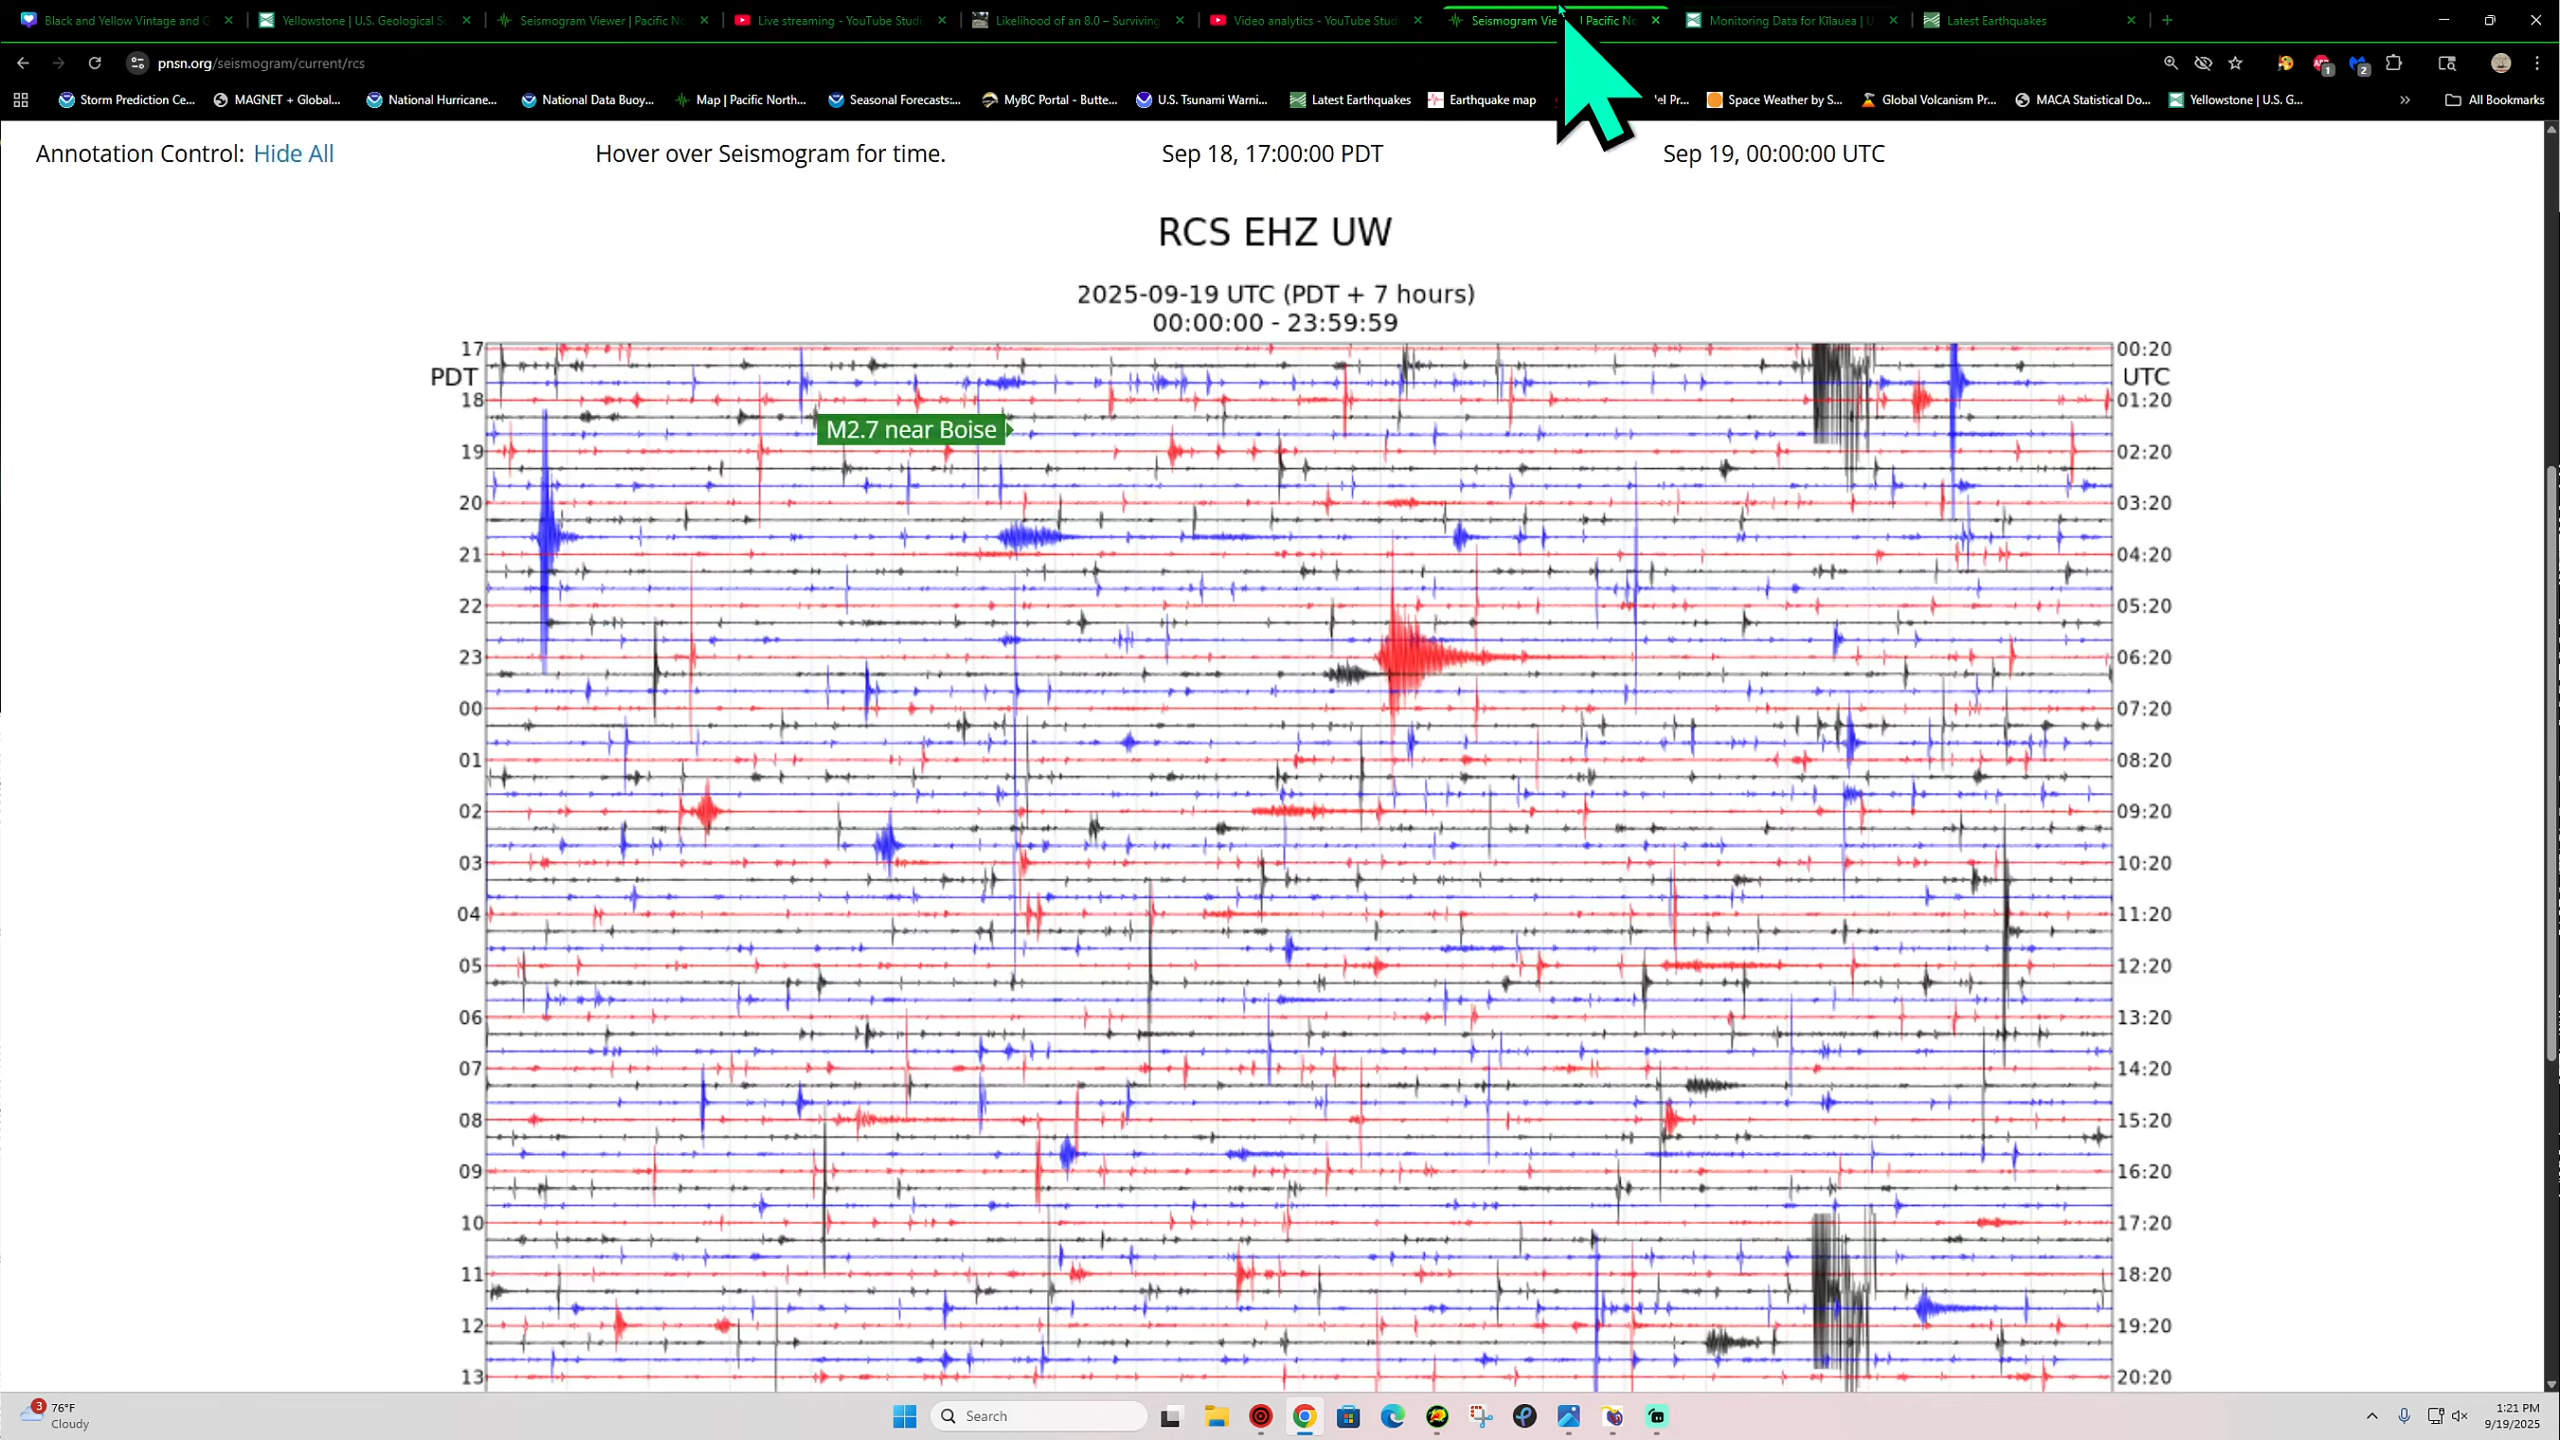 Black and Yellow Vintage and G
Yellowstone | U.S. Geological S
Seismogram Viewer | Pacific No
Live streaming - YouTube Studi
Likelihood of an 8.0 – Surviving
Video analytics - YouTube Stud
Seismogram Vie
Pacific No
Monitoring Data for Kīlauea | U
Latest Earthquakes
pnsn.org/seismogram/current/rcs
Storm Prediction Ce...
MAGNET + Global...
National Hurricane...
National Data Buoy...
Map | Pacific North...
Seasonal Forecasts:...
MyBC Portal - Butte...
U.S. Tsunami Warni...
Latest Earthquakes
Earthquake map
Pr...
Space Weather by S...
Global Volcanism Pr...
MACA Statistical Do...
Yellowstone | U.S. G...
All Bookmarks
Annotation Control: Hide All
Hover over Seismogram for time.
Sep 18, 17:00:00 PDT
Sep 19, 00:00:00 UTC
RCS EHZ UW
2025-09-19 UTC (PDT + 7 hours)
00:00:00 - 23:59:59
17 00:20
PDT UTC
18 01:20
M2.7 near Boise
19 02:20
20 03:20
21 04:20
22 05:20
23 06:20
00 07:20
01 08:20
02 09:20
03 10:20
04 11:20
05 12:20
06 13:20
07 14:20
08 15:20
09 16:20
10 17:20
11 18:20
12 19:20
13 20:20
3
76°F
Cloudy
Search
1:21 PM
9/19/2025